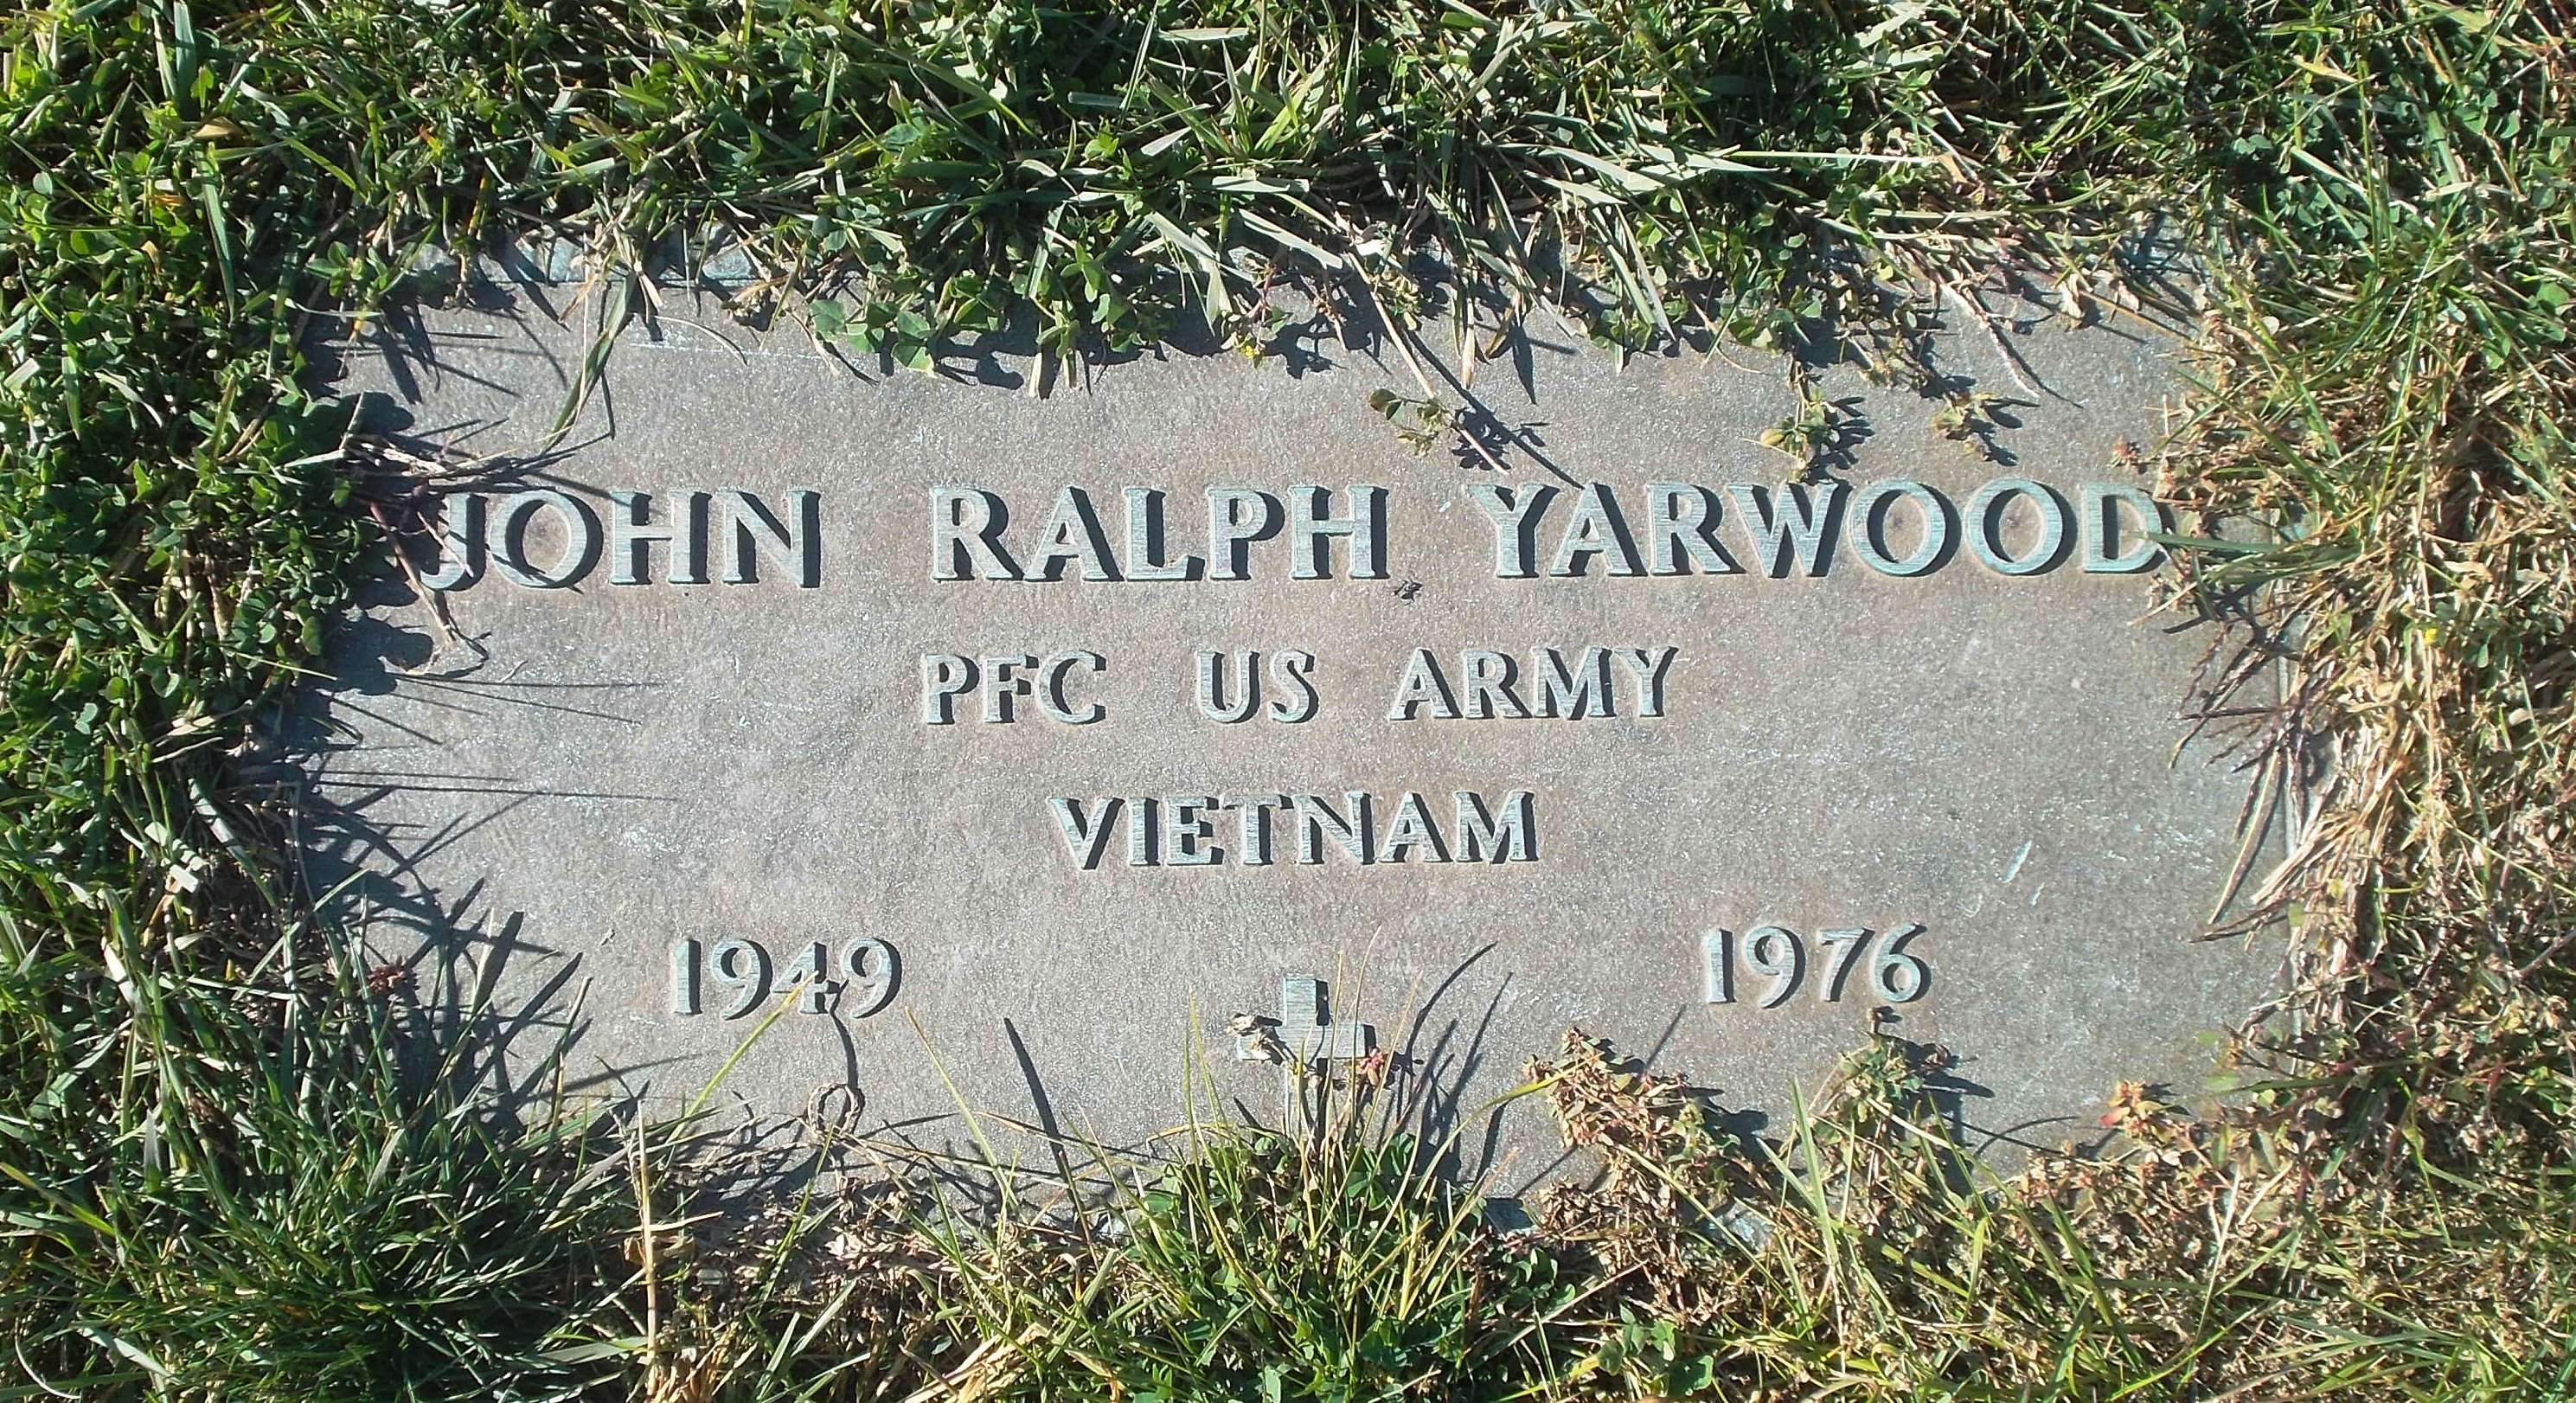 JOHN RALPH YARWOOD
PFC US ARMY
VIETNAM
1949 1976